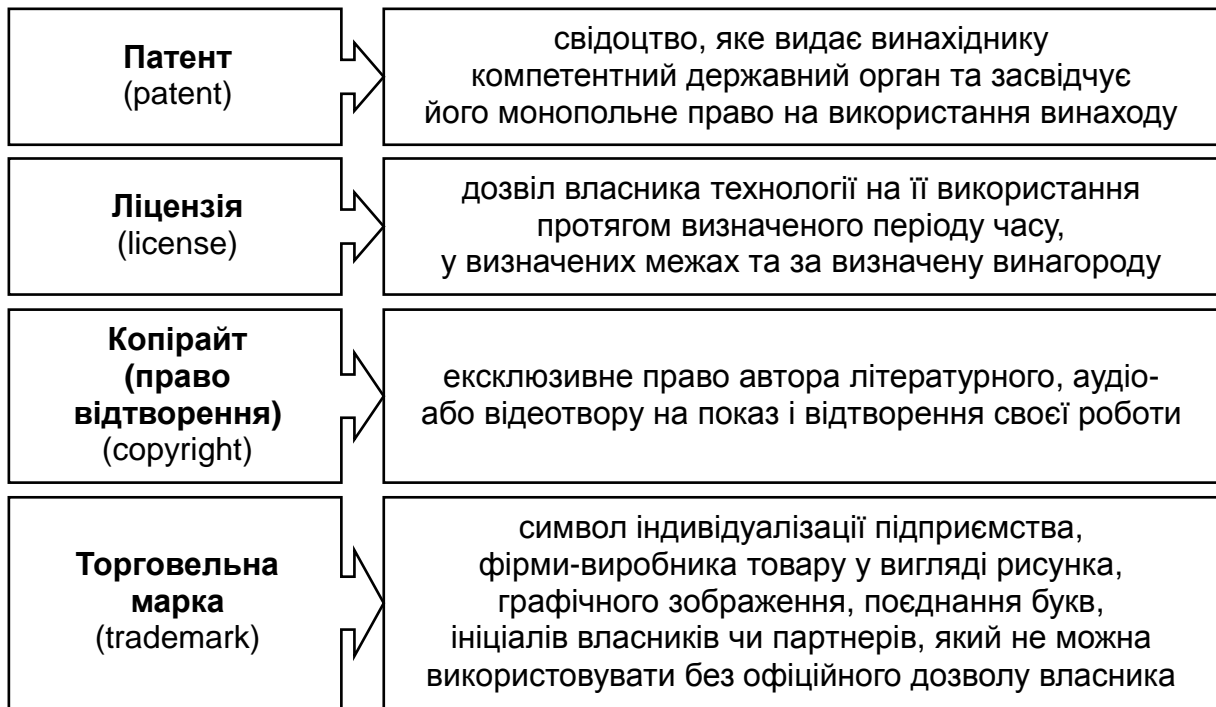 Патент
(patent)
свідоцтво, яке видає винахіднику
компетентний державний орган та засвідчує
його монопольне право на використання винаходу
Ліцензія
(license)
дозвіл власника технології на її використання
протягом визначеного періоду часу,
у визначених межах та за визначену винагороду
Копірайт
(право
відтворення)
(copyright)
ексклюзивне право автора літературного, аудіо-
або відеотвору на показ і відтворення своєї роботи
Торговельна
марка
(trademark)
символ індивідуалізації підприємства,
фірми-виробника товару у вигляді рисунка,
графічного зображення, поєднання букв,
ініціалів власників чи партнерів, який не можна
використовувати без офіційного дозволу власника